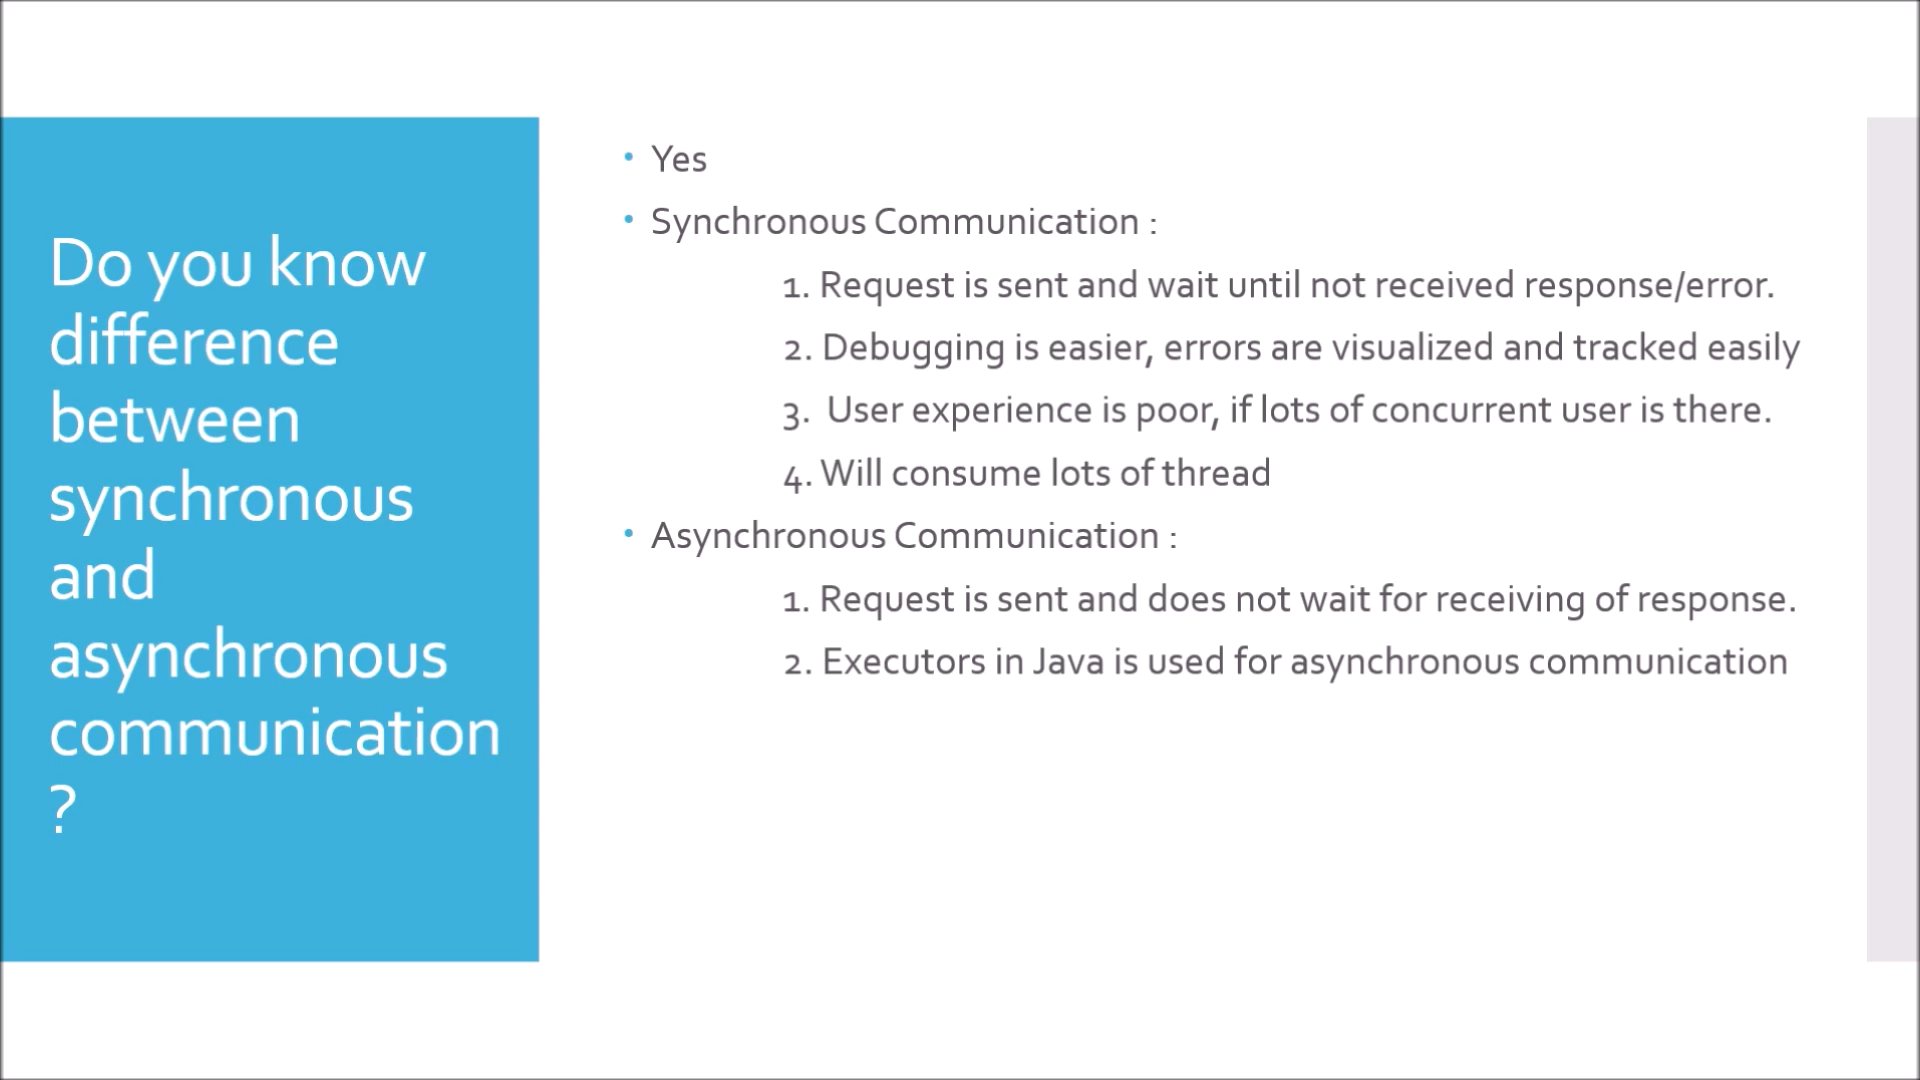 Do you know
difference
between
synchronous
and
asynchronous
communication
?
• Yes
• Synchronous Communication :
1. Request is sent and wait until not received response/error.
2. Debugging is easier, errors are visualized and tracked easily
3. User experience is poor, if lots of concurrent user is there.
4. Will consume lots of thread
• Asynchronous Communication :
1. Request is sent and does not wait for receiving of response.
2. Executors in Java is used for asynchronous communication